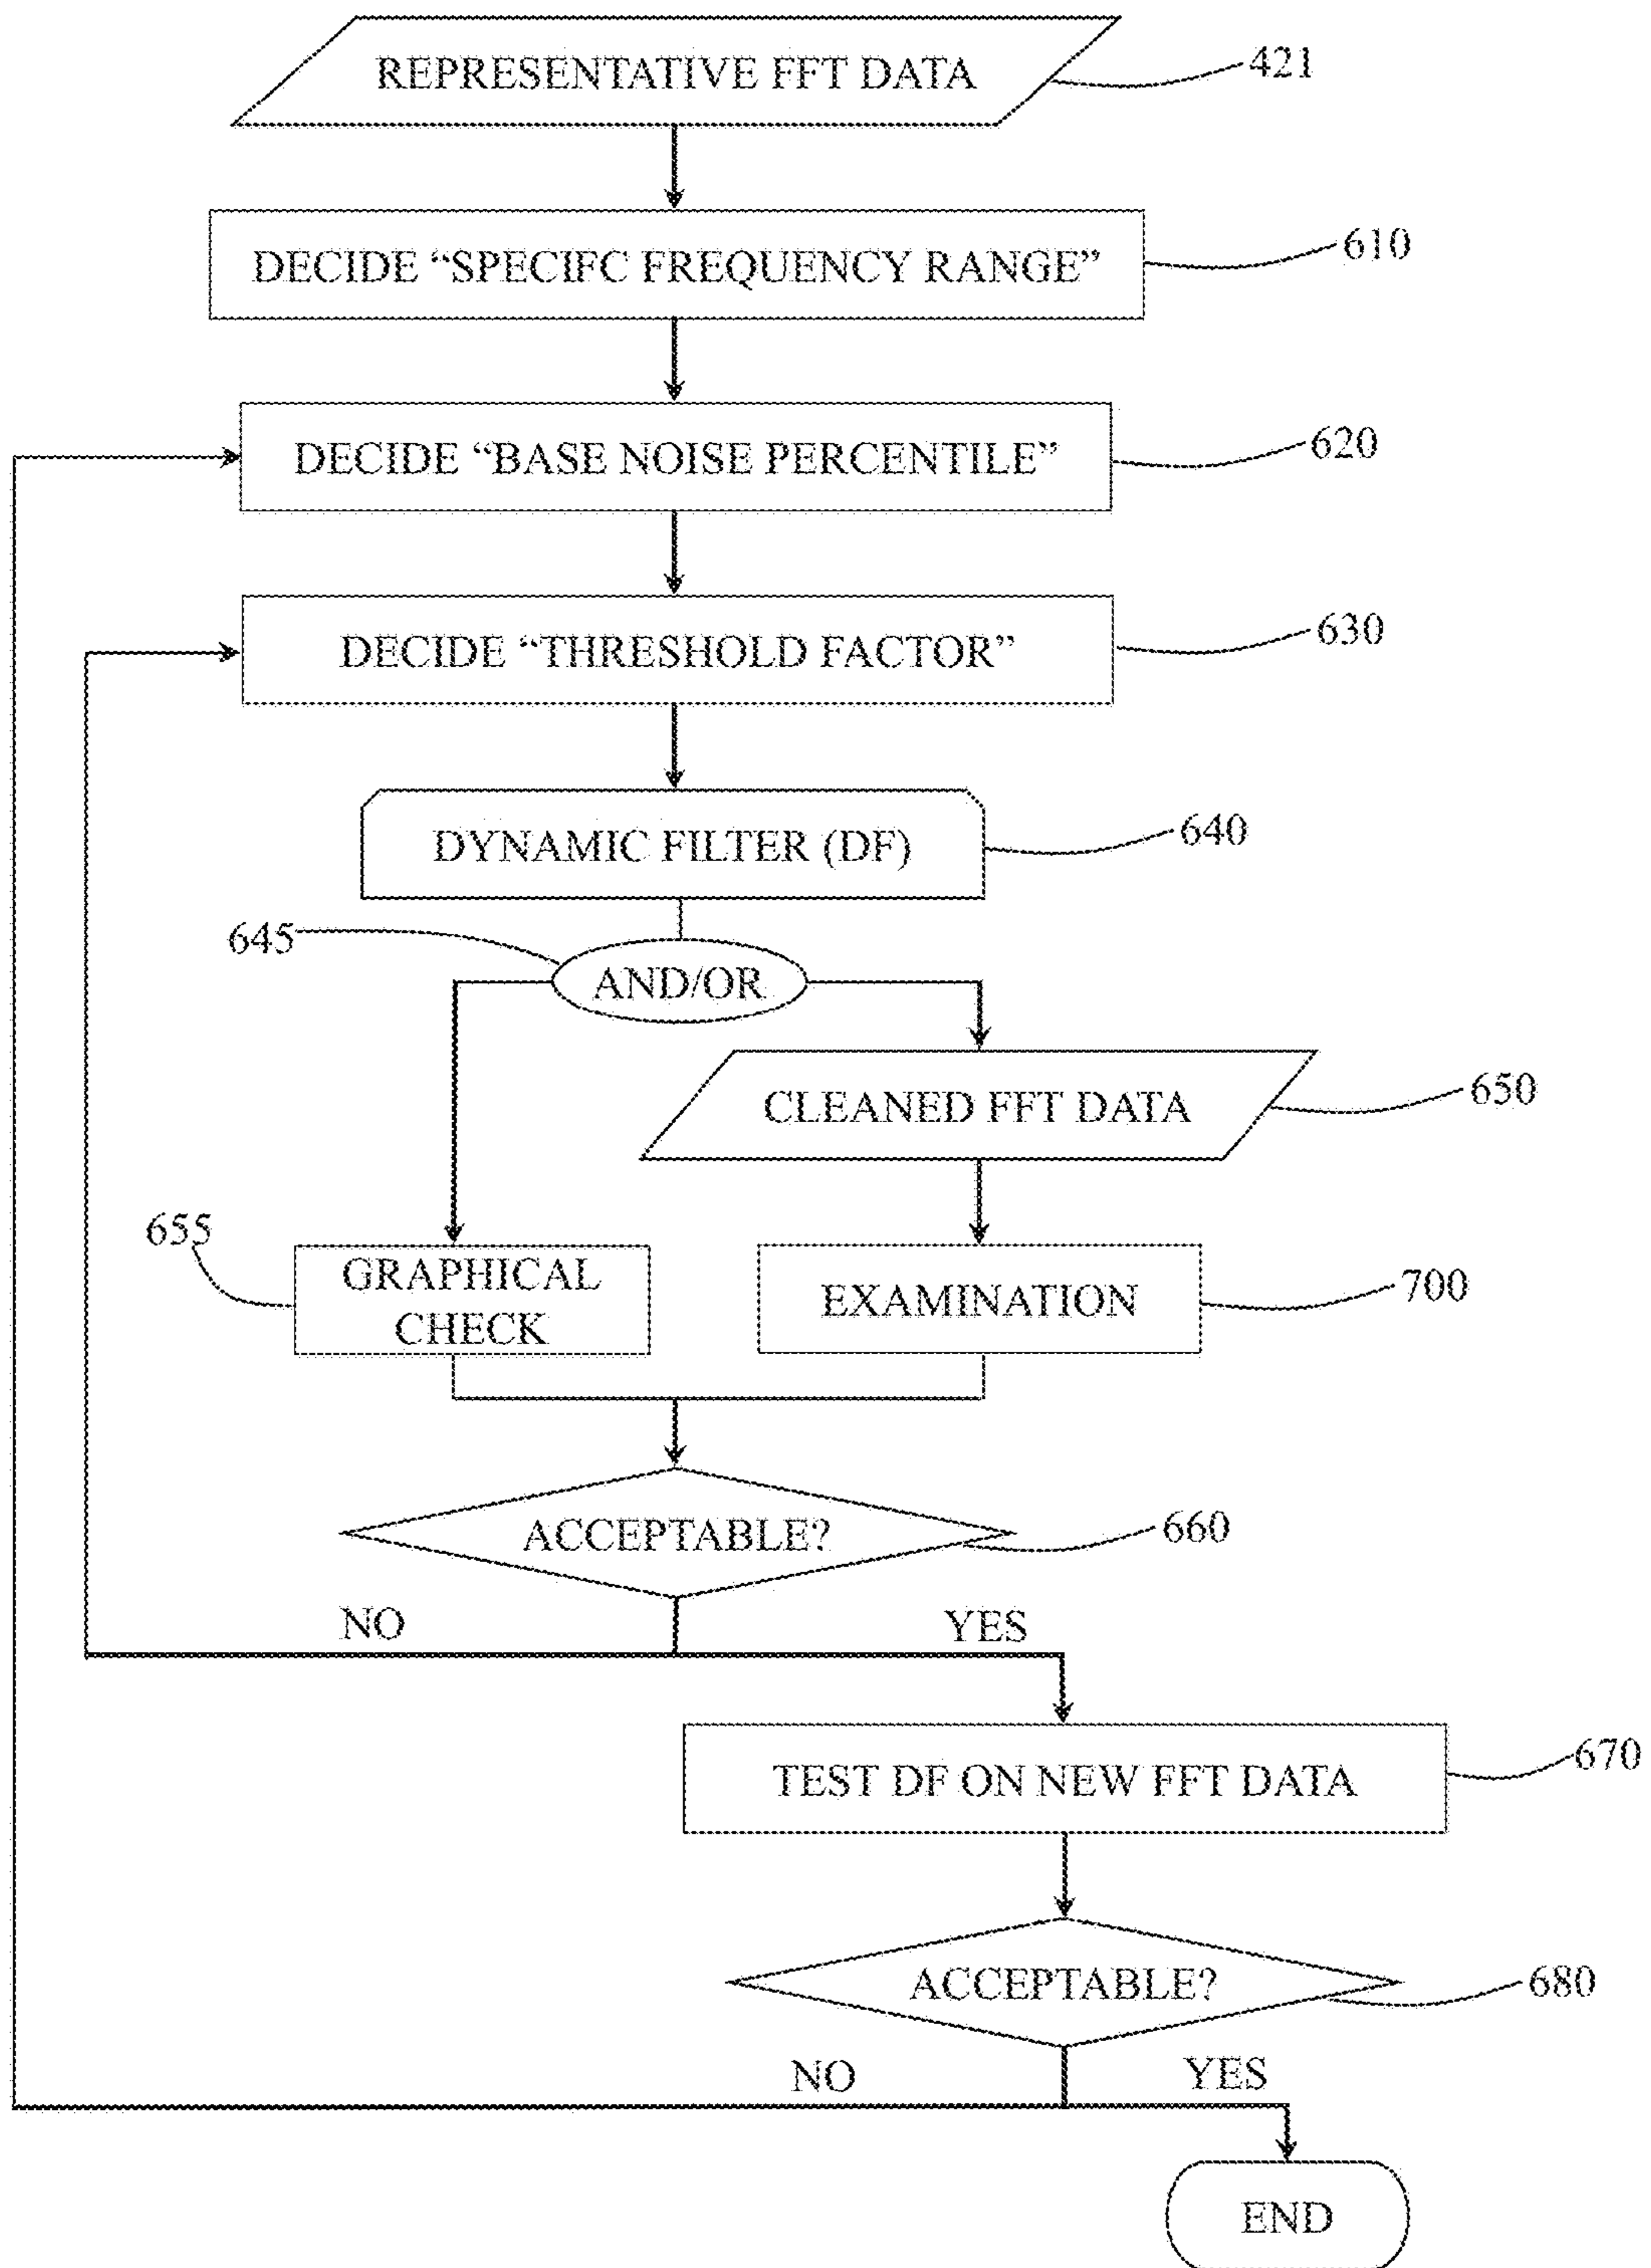 REPRESENTATIVE FFT DATA
421
DECIDE “SPECIFC FREQUENCY RANGE”
610
DECIDE “BASE NOISE PERCENTILE”
620
DECIDE “THRESHOLD FACTOR”
630
DYNAMIC FILTER (DF)
640
645
AND/OR
CLEANED FFT DATA
650
655
GRAPHICAL
CHECK
EXAMINATION
700
ACCEPTABLE?
660
NO
YES
TEST DF ON NEW FFT DATA
670
ACCEPTABLE?
680
NO
YES
END